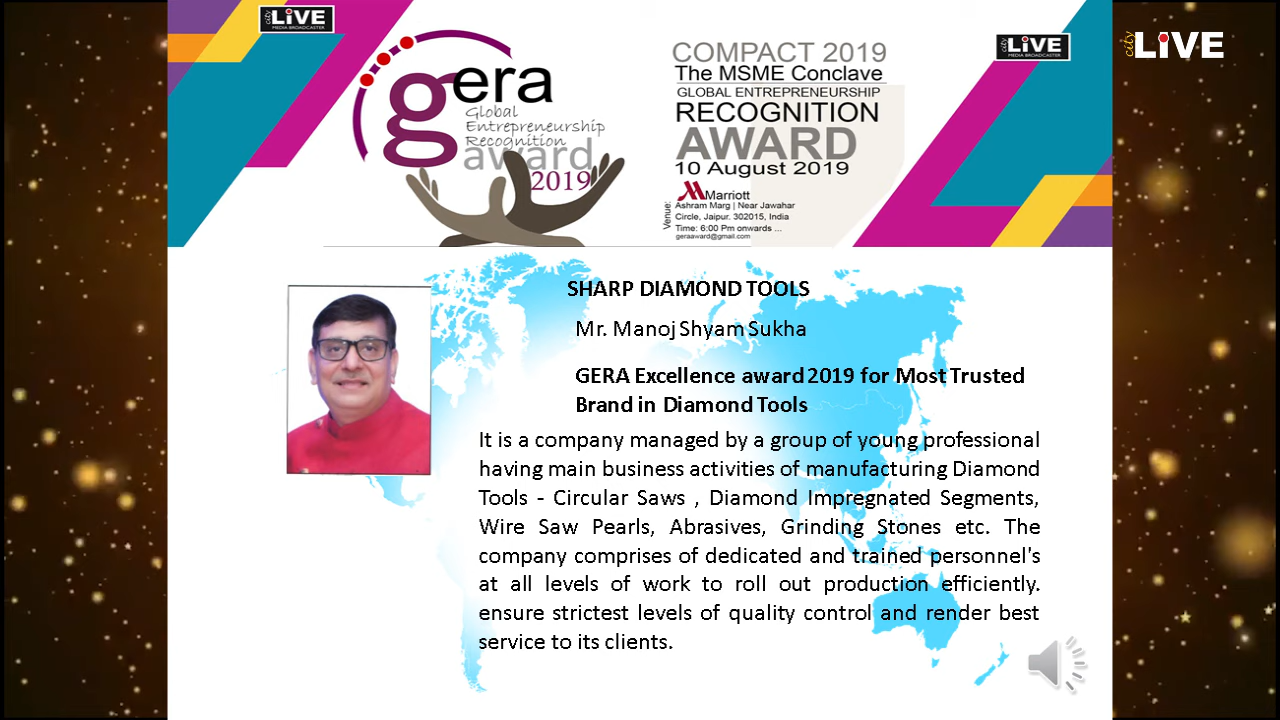 city LiVE
MEDIA BROADCASTER
gera
Global
Entrepreneurship
Recognition
award
2019
COMPACT 2019
The MSME Conclave
GLOBAL ENTREPRENEURSHIP
RECOGNITION
AWARD
10 August 2019
Marriott
Venue:
Ashram Marg | Near Jawahar
Circle, Jaipur. 302015, India
Time: 6:00 Pm onwards ...
geraaward@gmail.com
city LiVE
MEDIA BROADCASTER
city LiVE
SHARP DIAMOND TOOLS
Mr. Manoj Shyam Sukha
GERA Excellence award 2019 for Most Trusted
Brand in Diamond Tools
It is a company managed by a group of young professional
having main business activities of manufacturing Diamond
Tools - Circular Saws , Diamond Impregnated Segments,
Wire Saw Pearls, Abrasives, Grinding Stones etc. The
company comprises of dedicated and trained personnel's
at all levels of work to roll out production efficiently.
ensure strictest levels of quality control and render best
service to its clients.